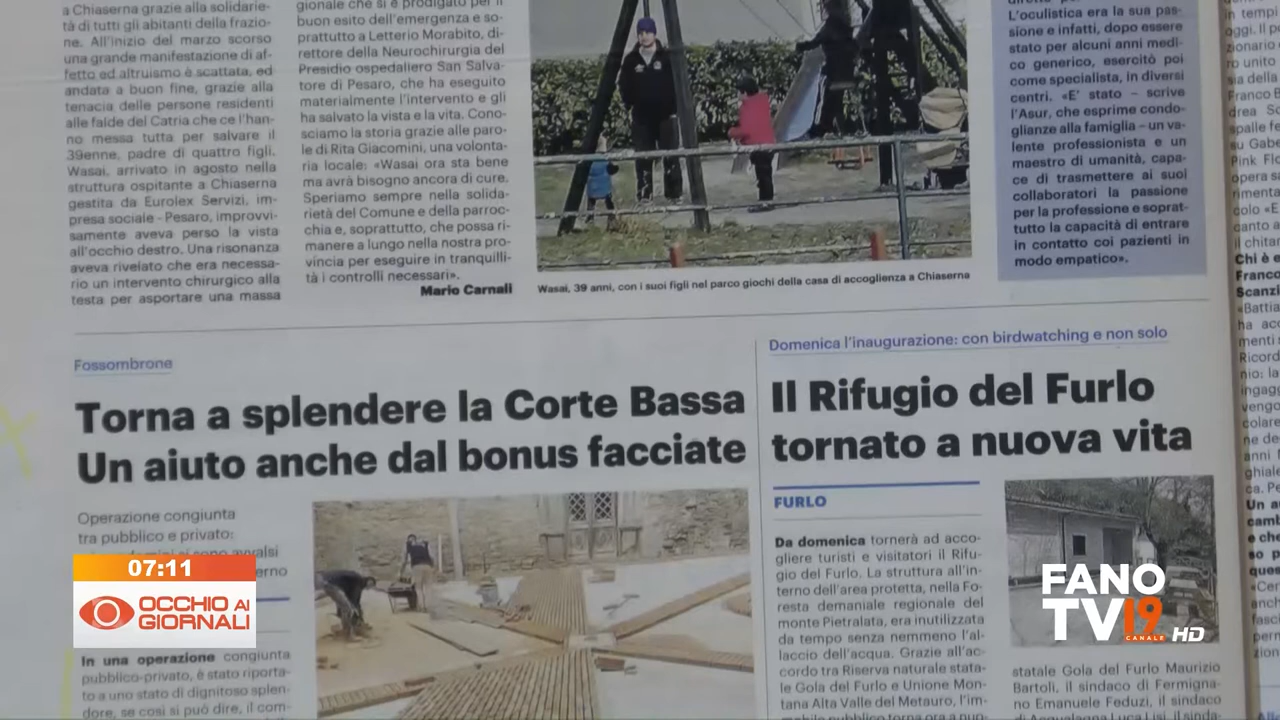 a Chiaserna grazie alla solidarie-
tà di tutti gli abitanti della frazio-
ne. All'inizio del marzo scorso
una grande manifestazione di af-
fetto ed altruismo è scattata, ed
andata a buon fine, grazie alla
tenacia delle persone residenti
alle falde del Catria che ce l'han-
no messa tutta per salvare il
39enne, padre di quattro figli.
Wasai, arrivato in agosto nella
struttura ospitante a Chiaserna
gestita da Eurolex Servizi, im-
presa sociale - Pesaro, improvvi-
samente aveva perso la vista
all'occhio destro. Una risonanza
aveva rivelato che era necessa-
rio un intervento chirurgico alla
testa per asportare una massa
gionale che si è prodigato per il
buon esito dell'emergenza e so-
prattutto a Letterio Morabito, di-
rettore della Neurochirurgia del
Presidio ospedaliero San Salva-
tore di Pesaro, che ha eseguito
materialmente l'intervento e gli
ha salvato la vista e la vita. Cono-
sciamo la storia grazie alle paro-
le di Rita Giacomini, una volonta-
ria locale: «Wasai ora sta bene
ma avrà bisogno ancora di cure.
Speriamo sempre nella solida-
rietà del Comune e della parroc-
chia e, soprattutto, che possa ri-
manere a lungo nella nostra pro-
vincia per eseguire in tranquilli-
tà i controlli necessari».
Mario Carnali
Wasai, 39 anni, con i suoi figli nel parco giochi della casa di accoglienza a Chiaserna
L'oculistica era la sua pas-
sione e infatti, dopo essere
stato per alcuni anni medi-
co generico, esercitò poi
come specialista, in diversi
centri. «E' stato – scrive
l'Asur, che esprime condo-
glianze alla famiglia – un va-
lente professionista e un
maestro di umanità, capa-
ce di trasmettere ai suoi
collaboratori la passione
per la professione e soprat-
tutto la capacità di entrare
in contatto coi pazienti in
modo empatico».
Fossombrone
Torna a splendere la Corte Bassa
Un aiuto anche dal bonus facciate
Operazione congiunta
tra pubblico e privato:
In una operazione congiunta
pubblico-privato, è stato riporta-
to a uno stato di dignitoso splen-
dore, se così si può dire, il com-
Domenica l'inaugurazione: con birdwatching e non solo
Il Rifugio del Furlo
tornato a nuova vita
FURLO
Da domenica tornerà ad acco-
gliere turisti e visitatori il Rifu-
gio del Furlo. La struttura all'in-
terno dell'area protetta, nella Fo-
resta demaniale regionale del
monte Pietralata, era inutilizzata
da tempo senza nemmeno l'al-
laccio dell'acqua. Grazie all'ac-
cordo tra Riserva naturale stata-
le Gola del Furlo e Unione Mon-
tana Alta Valle del Metauro, l'im-
statale Gola del Furlo Maurizio
Bartoli, il sindaco di Fermigna-
no Emanuele Feduzi, il sindaco
07:11
OCCHIO AI
GIORNALI
FANO
TV19
CANALE
HD